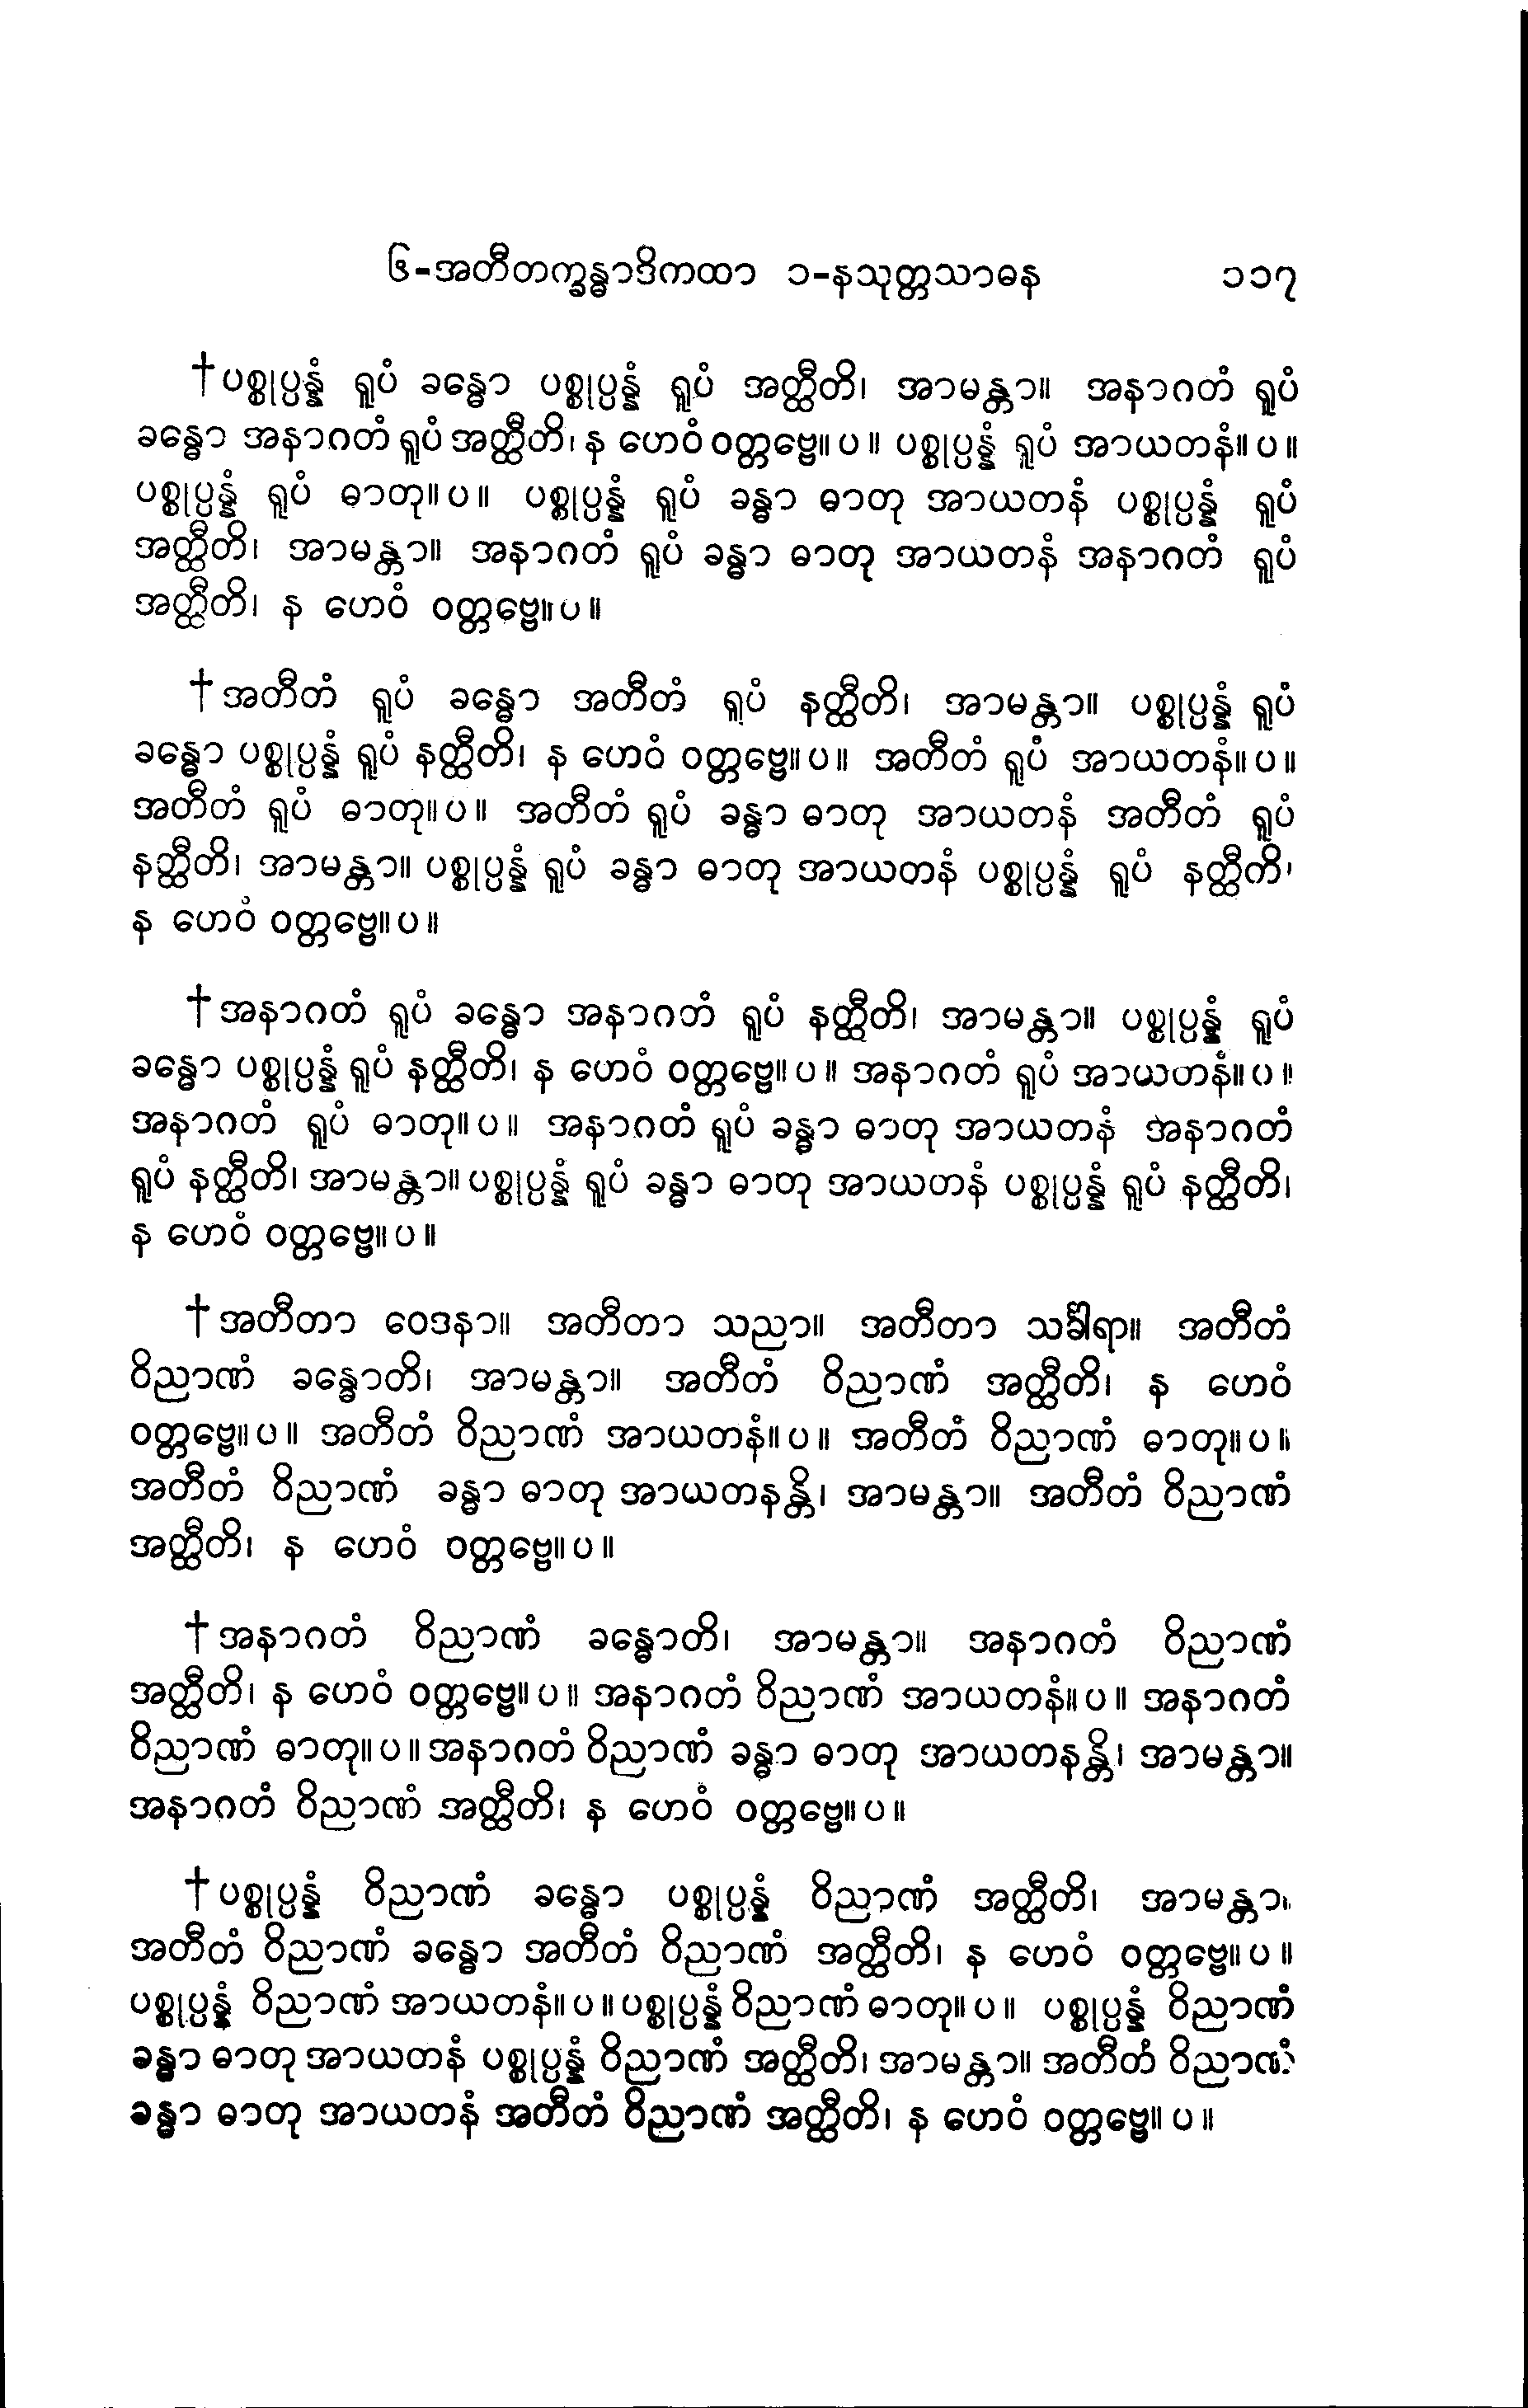 ၆-အတီတက္ခန္ဓာဒိကထာ ၁-နသုတ္တသာဓန ၁၁၇
†ပစ္စုပ္ပန္နံ ရူပံ ခန္ဓော ပစ္စုပ္ပန္နံ ရူပံ အတ္ထီတိ၊ အာမန္တာ။ အနာဂတံ ရူပံ
ခန္ဓော အနာဂတံ ရူပံ အတ္ထီတိ၊ န ဟေဝံ ဝတ္တဗ္ဗေ။ပ။ ပစ္စုပ္ပန္နံ ရူပံ အာယတနံ။ပ။
ပစ္စုပ္ပန္နံ ရူပံ ဓာတု။ပ။ ပစ္စုပ္ပန္နံ ရူပံ ခန္ဓာ ဓာတု အာယတနံ ပစ္စုပ္ပန္နံ ရူပံ
အတ္ထီတိ၊ အာမန္တာ။ အနာဂတံ ရူပံ ခန္ဓာ ဓာတု အာယတနံ အနာဂတံ ရူပံ
အတ္ထီတိ၊ န ဟေဝံ ဝတ္တဗ္ဗေ။ပ။
†အတီတံ ရူပံ ခန္ဓော အတီတံ ရူပံ နတ္ထီတိ၊ အာမန္တာ။ ပစ္စုပ္ပန္နံ ရူပံ
ခန္ဓော ပစ္စုပ္ပန္နံ ရူပံ နတ္ထီတိ၊ န ဟေဝံ ဝတ္တဗ္ဗေ။ပ။ အတီတံ ရူပံ အာယတနံ။ပ။
အတီတံ ရူပံ ဓာတု။ပ။ အတီတံ ရူပံ ခန္ဓာ ဓာတု အာယတနံ အတီတံ ရူပံ
နတ္ထီတိ၊ အာမန္တာ။ ပစ္စုပ္ပန္နံ ရူပံ ခန္ဓာ ဓာတု အာယတနံ ပစ္စုပ္ပန္နံ ရူပံ နတ္ထီတိ၊
န ဟေဝံ ဝတ္တဗ္ဗေ။ပ။
†အနာဂတံ ရူပံ ခန္ဓော အနာဂတံ ရူပံ နတ္ထီတိ၊ အာမန္တာ။ ပစ္စုပ္ပန္နံ ရူပံ
ခန္ဓော ပစ္စုပ္ပန္နံ ရူပံ နတ္ထီတိ၊ န ဟေဝံ ဝတ္တဗ္ဗေ။ပ။ အနာဂတံ ရူပံ အာယတနံ။ပ။
အနာဂတံ ရူပံ ဓာတု။ပ။ အနာဂတံ ရူပံ ခန္ဓာ ဓာတု အာယတနံ အနာဂတံ
ရူပံ နတ္ထီတိ၊ အာမန္တာ။ ပစ္စုပ္ပန္နံ ရူပံ ခန္ဓာ ဓာတု အာယတနံ ပစ္စုပ္ပန္နံ ရူပံ နတ္ထီတိ၊
န ဟေဝံ ဝတ္တဗ္ဗေ။ပ။
†အတီတာ ဝေဒနာ။ အတီတာ သညာ။ အတီတာ သင်္ခါရာ။ အတီတံ
ဝိညာဏံ ခန္ဓောတိ၊ အာမန္တာ။ အတီတံ ဝိညာဏံ အတ္ထီတိ၊ န ဟေဝံ
ဝတ္တဗ္ဗေ။ပ။ အတီတံ ဝိညာဏံ အာယတနံ။ပ။ အတီတံ ဝိညာဏံ ဓာတု။ပ။
အတီတံ ဝိညာဏံ ခန္ဓာ ဓာတု အာယတနန္တိ၊ အာမန္တာ။ အတီတံ ဝိညာဏံ
အတ္ထီတိ၊ န ဟေဝံ ဝတ္တဗ္ဗေ။ပ။
†အနာဂတံ ဝိညာဏံ ခန္ဓောတိ၊ အာမန္တာ။ အနာဂတံ ဝိညာဏံ
အတ္ထီတိ၊ န ဟေဝံ ဝတ္တဗ္ဗေ။ပ။ အနာဂတံ ဝိညာဏံ အာယတနံ။ပ။ အနာဂတံ
ဝိညာဏံ ဓာတု။ပ။ အနာဂတံ ဝိညာဏံ ခန္ဓာ ဓာတု အာယတနန္တိ၊ အာမန္တာ။
အနာဂတံ ဝိညာဏံ အတ္ထီတိ၊ န ဟေဝံ ဝတ္တဗ္ဗေ။ပ။
†ပစ္စုပ္ပန္နံ ဝိညာဏံ ခန္ဓော ပစ္စုပ္ပန္နံ ဝိညာဏံ အတ္ထီတိ၊ အာမန္တာ။
အတီတံ ဝိညာဏံ ခန္ဓော အတီတံ ဝိညာဏံ အတ္ထီတိ၊ န ဟေဝံ ဝတ္တဗ္ဗေ။ပ။
ပစ္စုပ္ပန္နံ ဝိညာဏံ အာယတနံ။ပ။ ပစ္စုပ္ပန္နံ ဝိညာဏံ ဓာတု။ပ။ ပစ္စုပ္ပန္နံ ဝိညာဏံ
ခန္ဓာ ဓာတု အာယတနံ ပစ္စုပ္ပန္နံ ဝိညာဏံ အတ္ထီတိ၊ အာမန္တာ။ အတီတံ ဝိညာဏံ
ခန္ဓာ ဓာတု အာယတနံ အတီတံ ဝိညာဏံ အတ္ထီတိ၊ န ဟေဝံ ဝတ္တဗ္ဗေ။ပ။